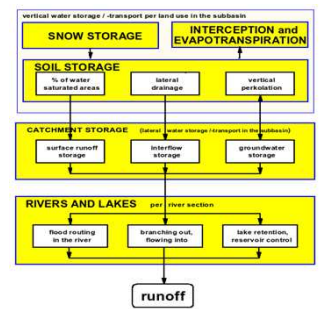 vertical water storage / -transport per land use in the subbasin
SNOW STORAGE
INTERCEPTION and
EVAPOTRANSPIRATION
SOIL STORAGE
% of water
saturated areas
lateral
drainage
vertical
perkolation
CATCHMENT STORAGE (lateral water storage /-transport in the subbasin)
surface runoff
storage
interflow
storage
groundwater
storage
RIVERS AND LAKES per river section
flood routing
in the river
branching out,
flowing into
lake retention,
reservoir control
runoff